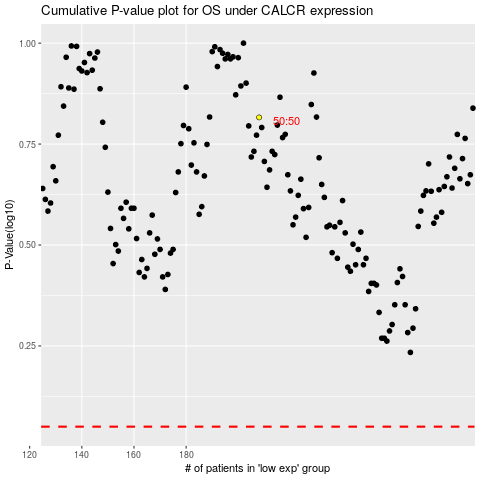 Cumulative P-value plot for OS under CALCR expression
P-Value(log10)
1.00
0.75
0.50
0.25
50:50
120 140 160 180
# of patients in 'low exp' group